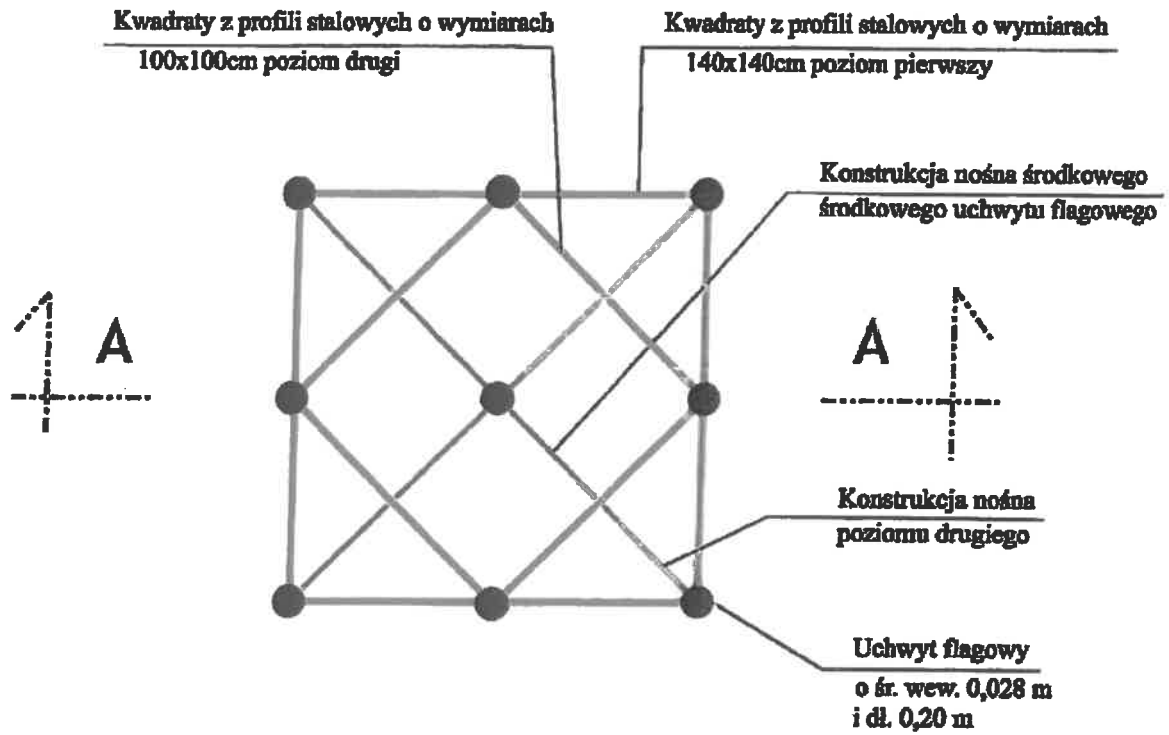 Kwadraty z profili stalowych o wymiarach
100x100cm poziom drugi
Kwadraty z profili stalowych o wymiarach
140x140cm poziom pierwszy
Konstrukcja nośna środkowego
środkowego uchwytu flagowego
A
A
Konstrukcja nośna
poziomu drugiego
Uchwyt flagowy
o śr. wew. 0,028 m
i dł. 0,20 m